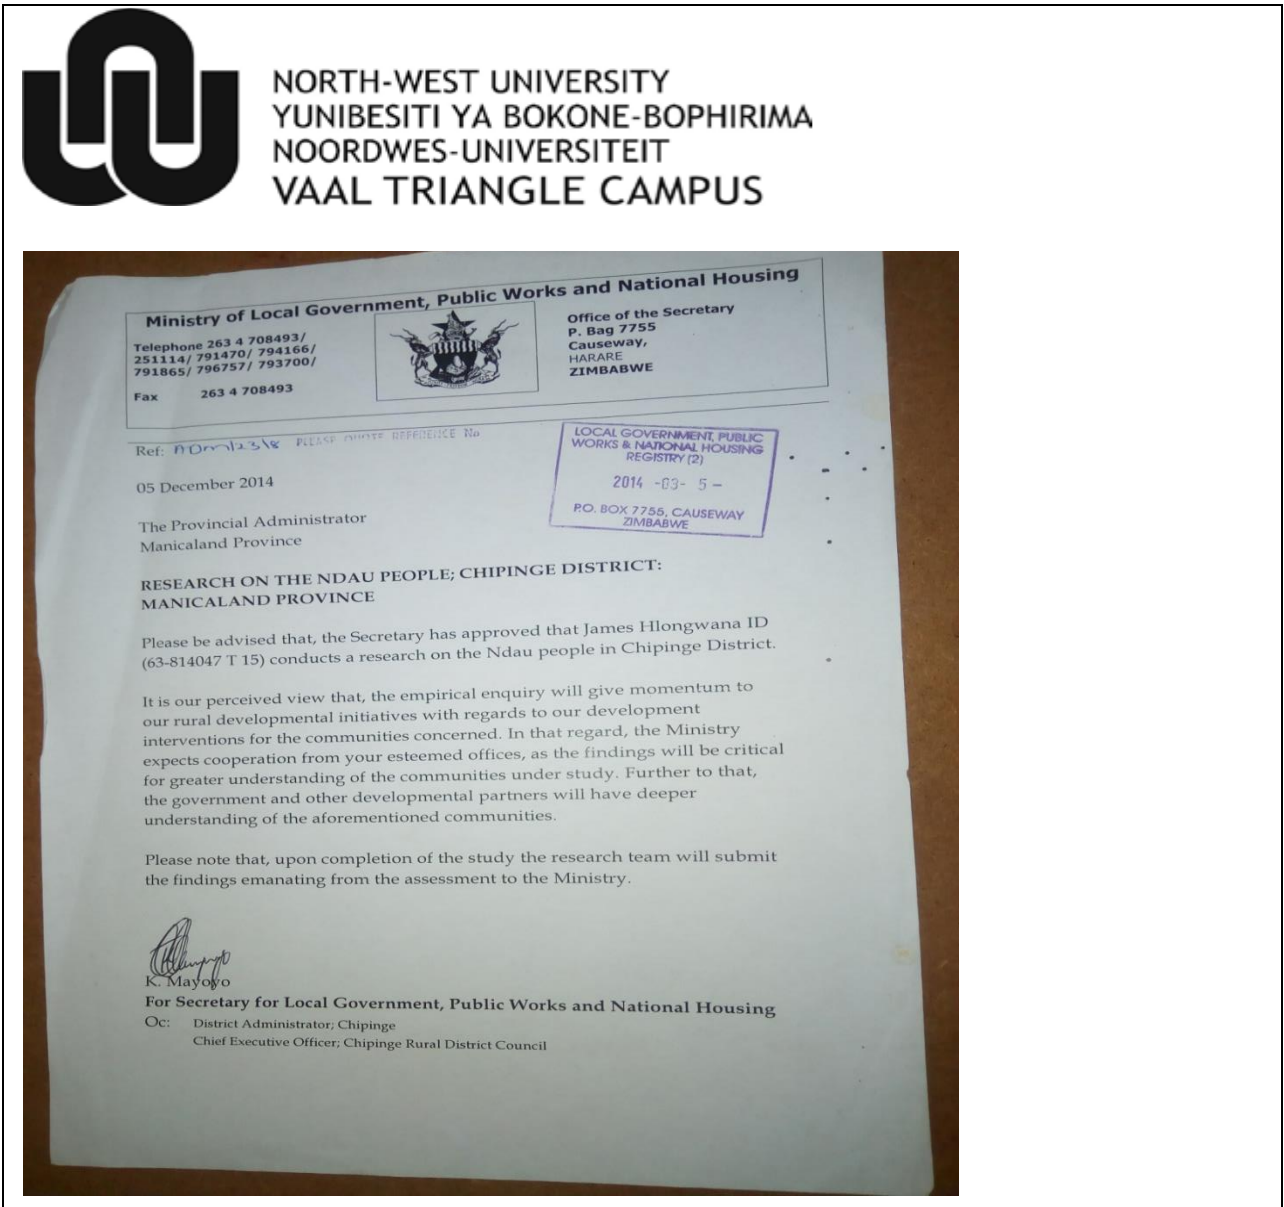 NORTH-WEST UNIVERSITY
YUNIBESITI YA BOKONE-BOPHIRIMA
NOORDWES-UNIVERSITEIT
VAAL TRIANGLE CAMPUS
Ministry of Local Government, Public Works and National Housing
Telephone 263 4 708493/
251114/ 791470/ 794166/
791865/ 796757/ 793700/
Fax 263 4 708493
Office of the Secretary
P. Bag 7755
Causeway,
HARARE
ZIMBABWE
Ref: ADM/23/8 PLEASE QUOTE REFERENCE No
LOCAL GOVERNMENT, PUBLIC
WORKS & NATIONAL HOUSING
REGISTRY (2)
2014 -03- 5 -
P.O. BOX 7755, CAUSEWAY
ZIMBABWE
05 December 2014
The Provincial Administrator
Manicaland Province
RESEARCH ON THE NDAU PEOPLE; CHIPINGE DISTRICT:
MANICALAND PROVINCE
Please be advised that, the Secretary has approved that James Hlongwana ID
(63-814047 T 15) conducts a research on the Ndau people in Chipinge District.
It is our perceived view that, the empirical enquiry will give momentum to
our rural developmental initiatives with regards to our development
interventions for the communities concerned. In that regard, the Ministry
expects cooperation from your esteemed offices, as the findings will be critical
for greater understanding of the communities under study. Further to that,
the government and other developmental partners will have deeper
understanding of the aforementioned communities.
Please note that, upon completion of the study the research team will submit
the findings emanating from the assessment to the Ministry.
K. Mayoyo
For Secretary for Local Government, Public Works and National Housing
Oc: District Administrator; Chipinge
Chief Executive Officer; Chipinge Rural District Council